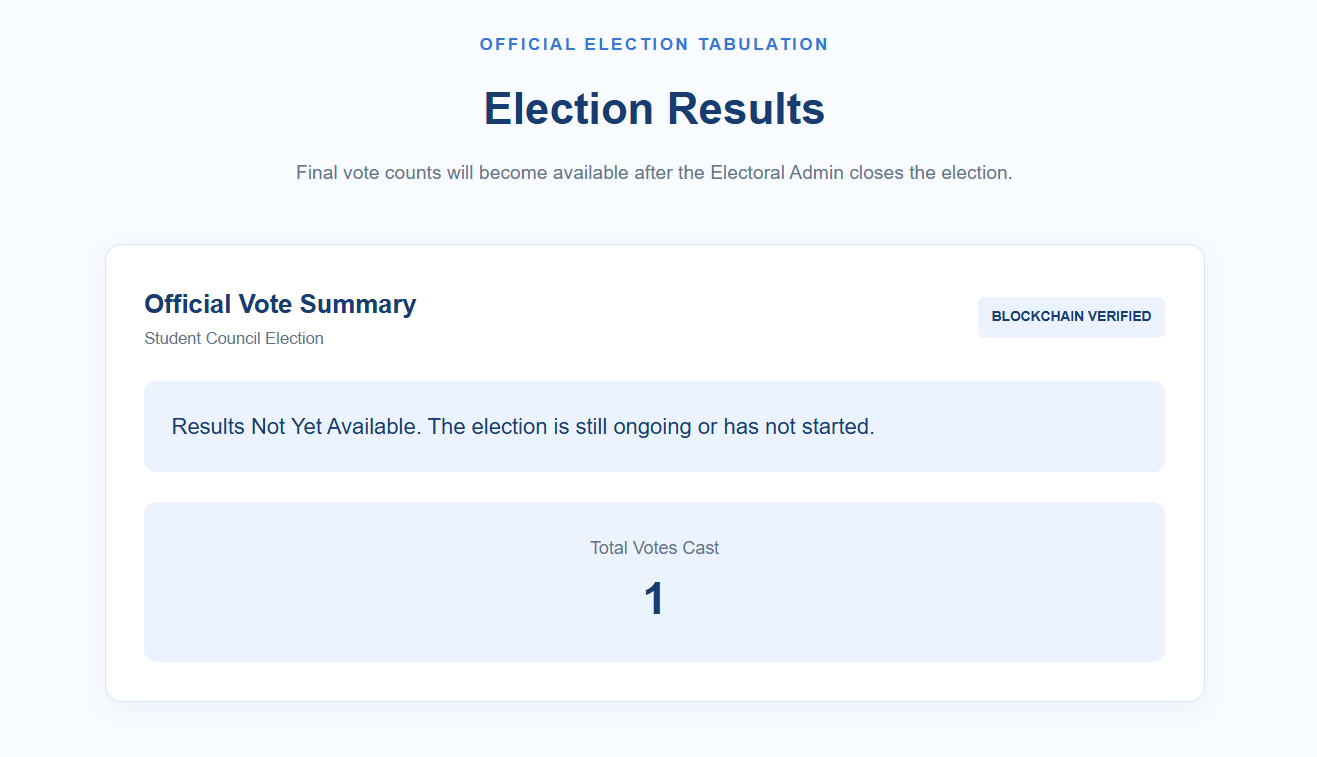 OFFICIAL ELECTION TABULATION
Election Results
Final vote counts will become available after the Electoral Admin closes the election.
Official Vote Summary
Student Council Election
BLOCKCHAIN VERIFIED
Results Not Yet Available. The election is still ongoing or has not started.
Total Votes Cast
1